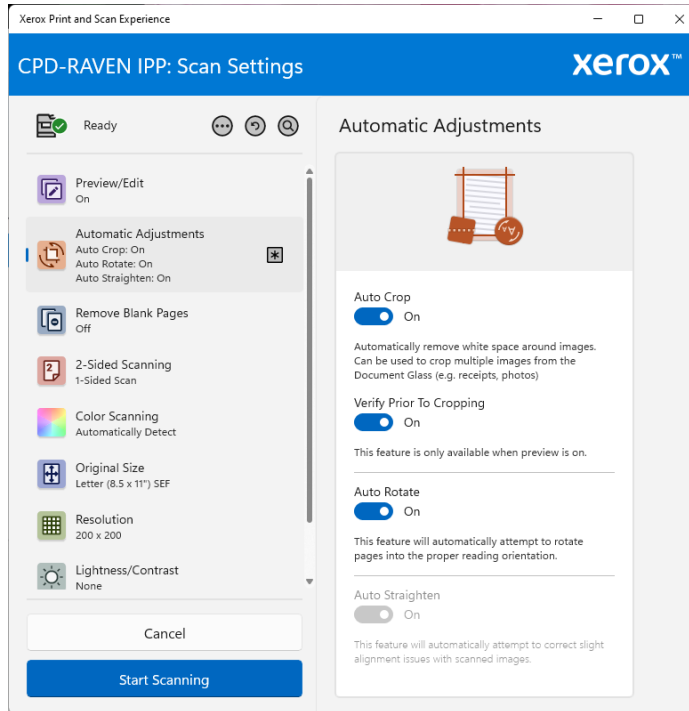 Xerox Print and Scan Experience
CPD-RAVEN IPP: Scan Settings
xerox™
Ready
Preview/Edit
On
Automatic Adjustments
Auto Crop: On
Auto Rotate: On
Auto Straighten: On
Remove Blank Pages
Off
2-Sided Scanning
1-Sided Scan
Color Scanning
Automatically Detect
Original Size
Letter (8.5 x 11") SEF
Resolution
200 x 200
Lightness/Contrast
None
Cancel
Start Scanning
Automatic Adjustments
Auto Crop
On
Automatically remove white space around images.
Can be used to crop multiple images from the
Document Glass (e.g. receipts, photos)
Verify Prior To Cropping
On
This feature is only available when preview is on.
Auto Rotate
On
This feature will automatically attempt to rotate
pages into the proper reading orientation.
Auto Straighten
On
This feature will automatically attempt to correct slight
alignment issues with scanned images.